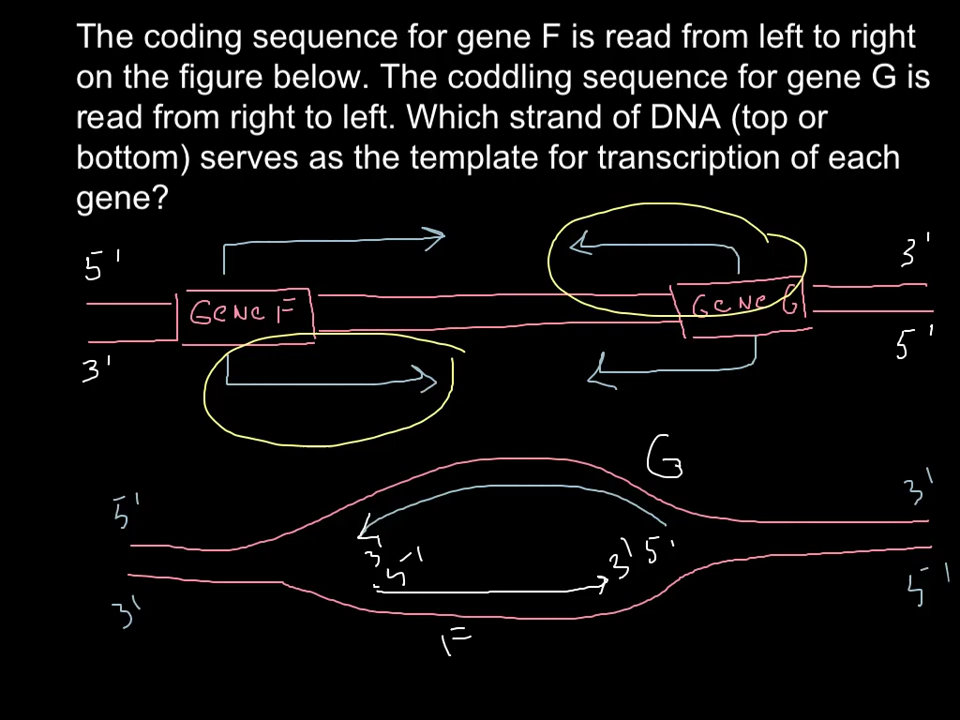 The coding sequence for gene F is read from left to right
on the figure below. The coddling sequence for gene G is
read from right to left. Which strand of DNA (top or
bottom) serves as the template for transcription of each
gene?
5' 3'
GENE F GENE G
3' 5'
G
5' 3'
3' 5'
5' 3'
3' 5'
F